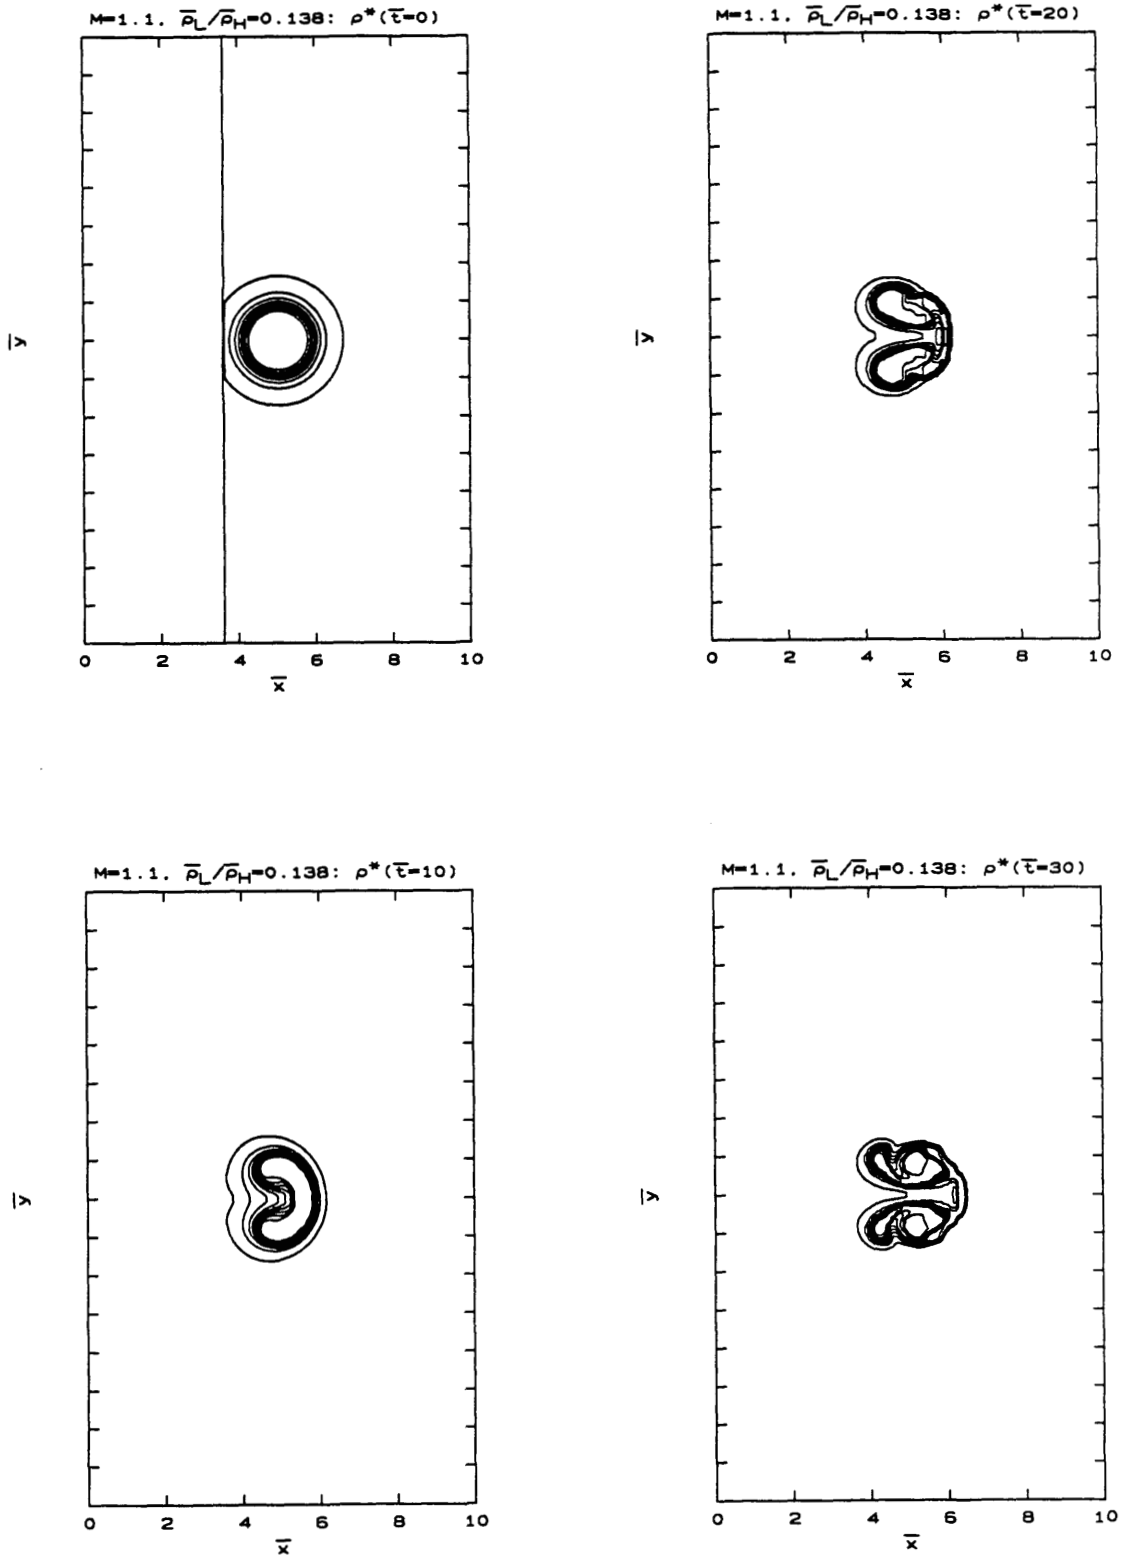 M=1.1, ρ̅L/ρ̅H=0.138: ρ*(t̅=0)
y̅
0 2 4 6 8 10
x̅
M=1.1, ρ̅L/ρ̅H=0.138: ρ*(t̅=20)
y̅
0 2 4 6 8 10
x̅
M=1.1, ρ̅L/ρ̅H=0.138: ρ*(t̅=10)
y̅
0 2 4 6 8 10
x̅
M=1.1, ρ̅L/ρ̅H=0.138: ρ*(t̅=30)
y̅
0 2 4 6 8 10
x̅